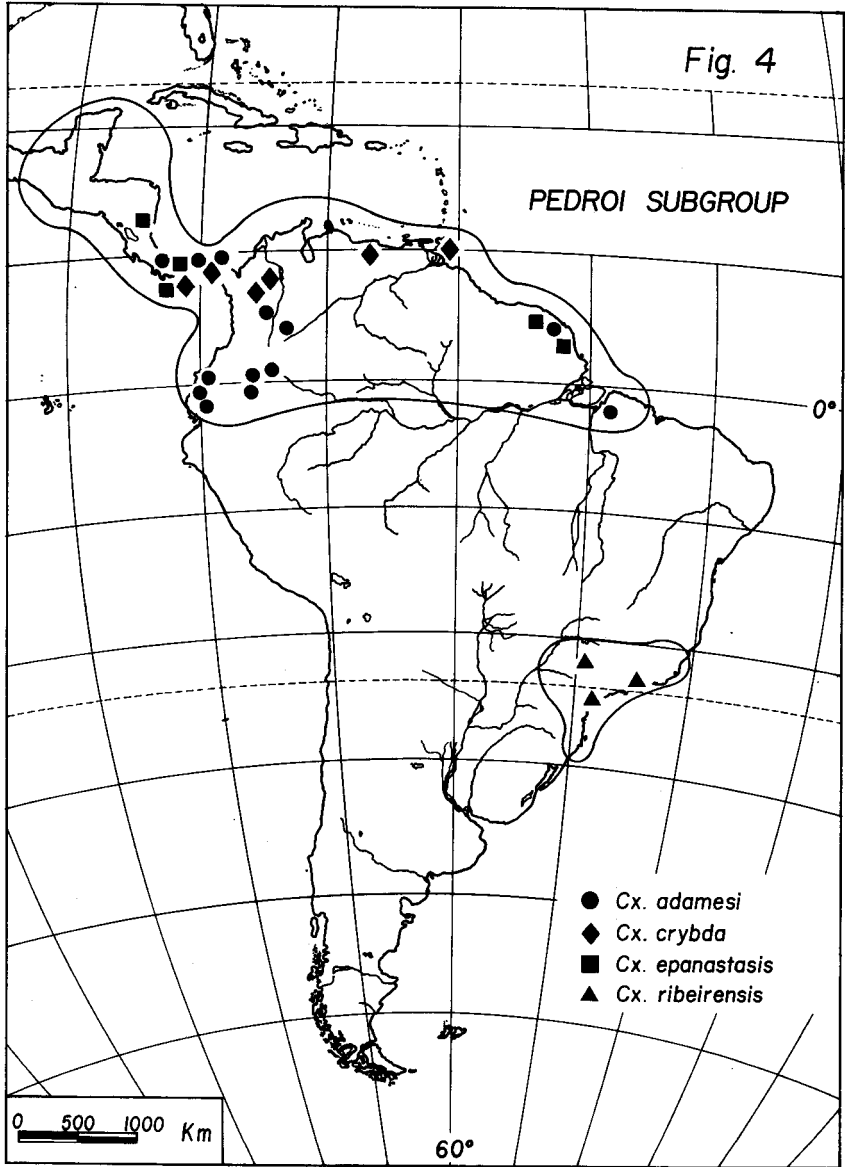 Fig. 4
PEDROI SUBGROUP
0°
Cx. adamesi
Cx. crybda
Cx. epanastasis
Cx. ribeirensis
0 500 1000 Km
60°